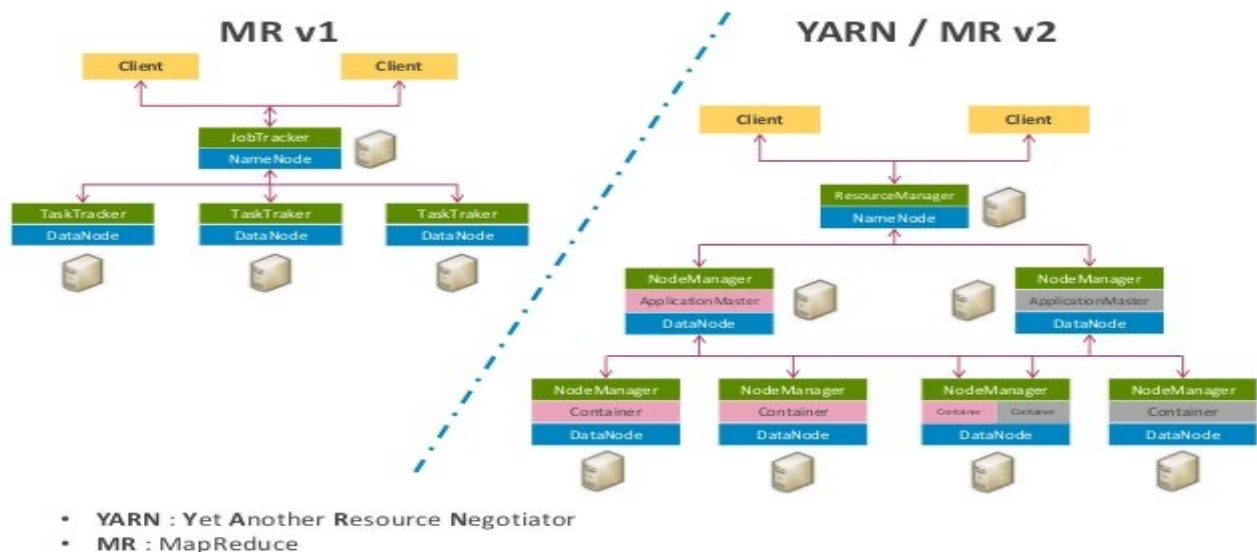 MR v1
Client
Client
JobTracker
NameNode
TaskTracker
TaskTraker
TaskTraker
DataNode
DataNode
DataNode
YARN / MR v2
Client
Client
ResourceManager
NameNode
NodeManager
NodeManager
ApplicationMaster
ApplicationMaster
DataNode
DataNode
NodeManager
NodeManager
NodeManager
NodeManager
Container
Container
Container
Container
Container
DataNode
DataNode
DataNode
DataNode
• YARN : Yet Another Resource Negotiator
• MR : MapReduce